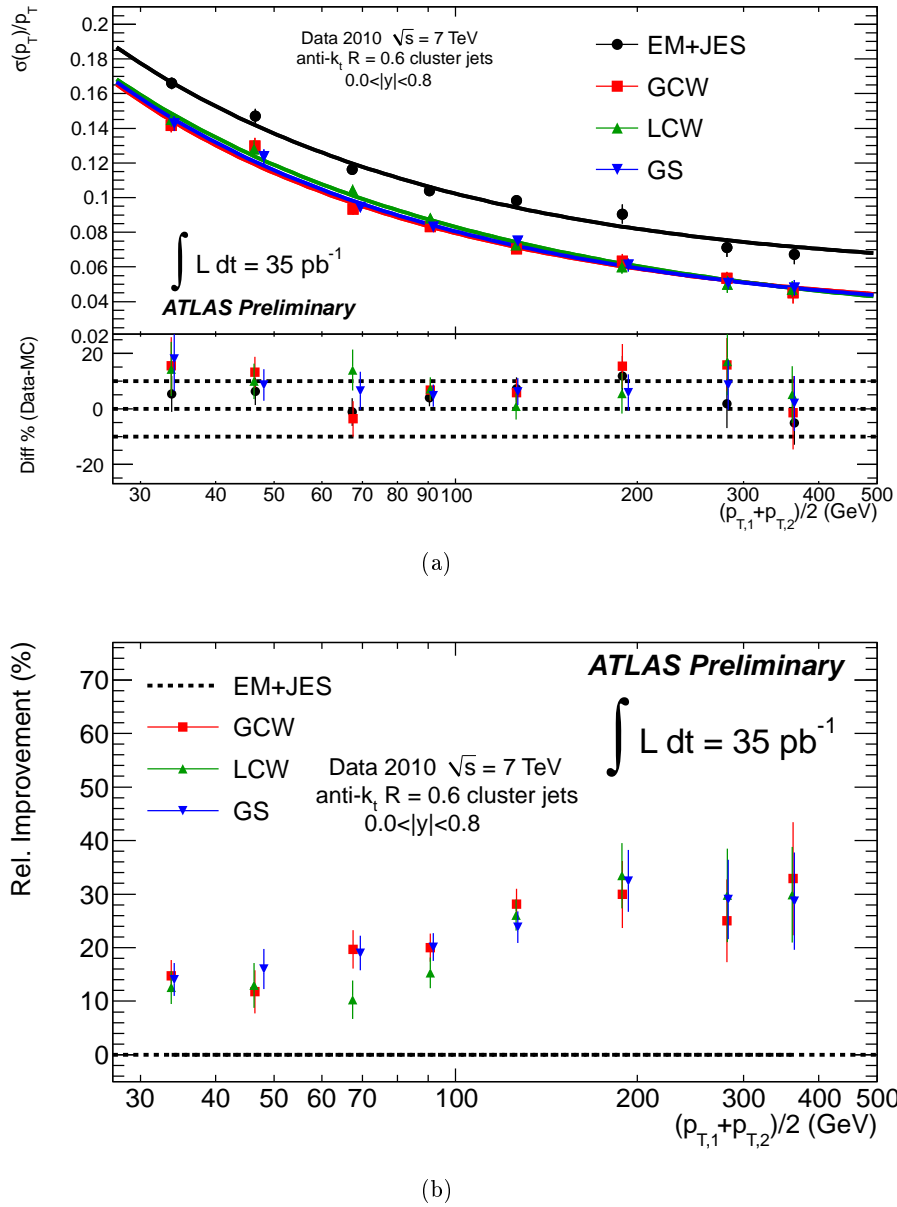 σ(p_T)/p_T
0.2
0.18
0.16
0.14
0.12
0.1
0.08
0.06
0.04
0.02
Data 2010 √s = 7 TeV
anti-k_t R = 0.6 cluster jets
0.0<|y|<0.8
EM+JES
GCW
LCW
GS
∫ L dt = 35 pb⁻¹
ATLAS Preliminary
Diff % (Data-MC)
20
0
-20
30 40 50 60 70 80 90 100 200 300 400 500
(p_{T,1}+p_{T,2})/2 (GeV)
(a)
Rel. Improvement (%)
70
60
50
40
30
20
10
0
EM+JES
GCW
LCW
GS
ATLAS Preliminary
∫ L dt = 35 pb⁻¹
Data 2010 √s = 7 TeV
anti-k_t R = 0.6 cluster jets
0.0<|y|<0.8
30 40 50 60 70 100 200 300 400 500
(p_{T,1}+p_{T,2})/2 (GeV)
(b)